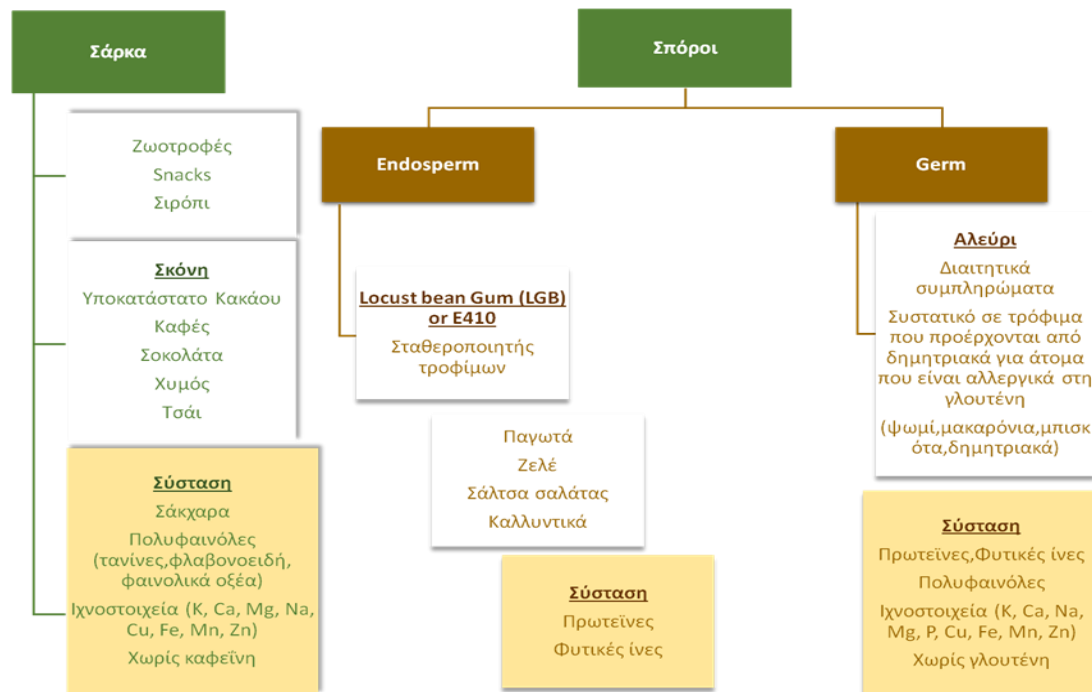 Σάρκα
Ζωοτροφές
Snacks
Σιρόπι
Σκόνη
Υποκατάστατο Κακάου
Καφές
Σοκολάτα
Χυμός
Τσάι
Σύσταση
Σάκχαρα
Πολυφαινόλες
(τανίνες,φλαβονοειδή,
φαινολικά οξέα)
Ιχνοστοιχεία (K, Ca, Mg, Na,
Cu, Fe, Mn, Zn)
Χωρίς καφεΐνη
Σπόροι
Endosperm
Locust bean Gum (LGB)
or E410
Σταθεροποιητής
τροφίμων
Παγωτά
Ζελέ
Σάλτσα σαλάτας
Καλλυντικά
Σύσταση
Πρωτεϊνες
Φυτικές ίνες
Germ
Αλεύρι
Διαιτητικά
συμπληρώματα
Συστατικό σε τρόφιμα
που προέρχονται από
δημητριακά για άτομα
που είναι αλλεργικά στη
γλουτένη
(ψωμί,μακαρόνια,μπισκ
ότα,δημητριακά)
Σύσταση
Πρωτεϊνες,Φυτικές ίνες
Πολυφαινόλες
Ιχνοστοιχεία (K, Ca, Na,
Mg, P, Cu, Fe, Mn, Zn)
Χωρίς γλουτένη